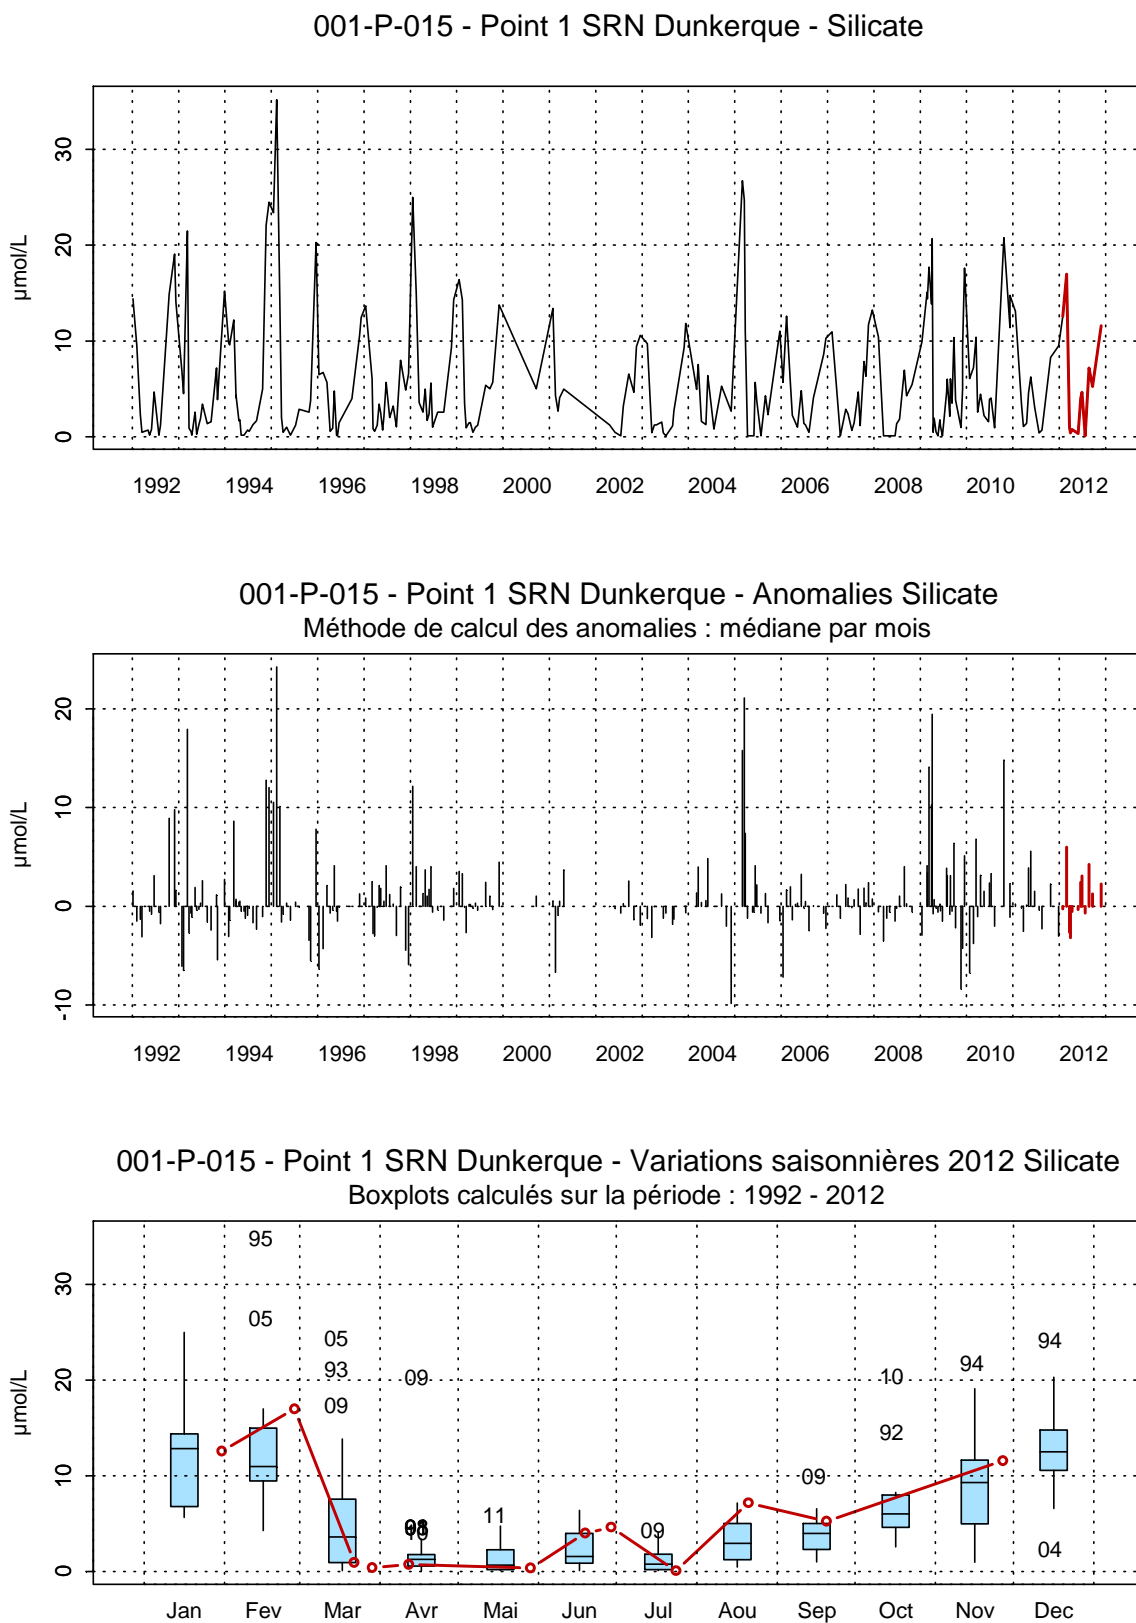 001-P-015 - Point 1 SRN Dunkerque - Silicate
30
20
10
0
µmol/L
1992 1994 1996 1998 2000 2002 2004 2006 2008 2010 2012
001-P-015 - Point 1 SRN Dunkerque - Anomalies Silicate
Méthode de calcul des anomalies : médiane par mois
20
10
0
-10
µmol/L
1992 1994 1996 1998 2000 2002 2004 2006 2008 2010 2012
001-P-015 - Point 1 SRN Dunkerque - Variations saisonnières 2012 Silicate
Boxplots calculés sur la période : 1992 - 2012
30
20
10
0
µmol/L
95
05
05
93
09
09
11
09
09
10
92
94
94
04
Jan Fev Mar Avr Mai Jun Jul Aou Sep Oct Nov Dec